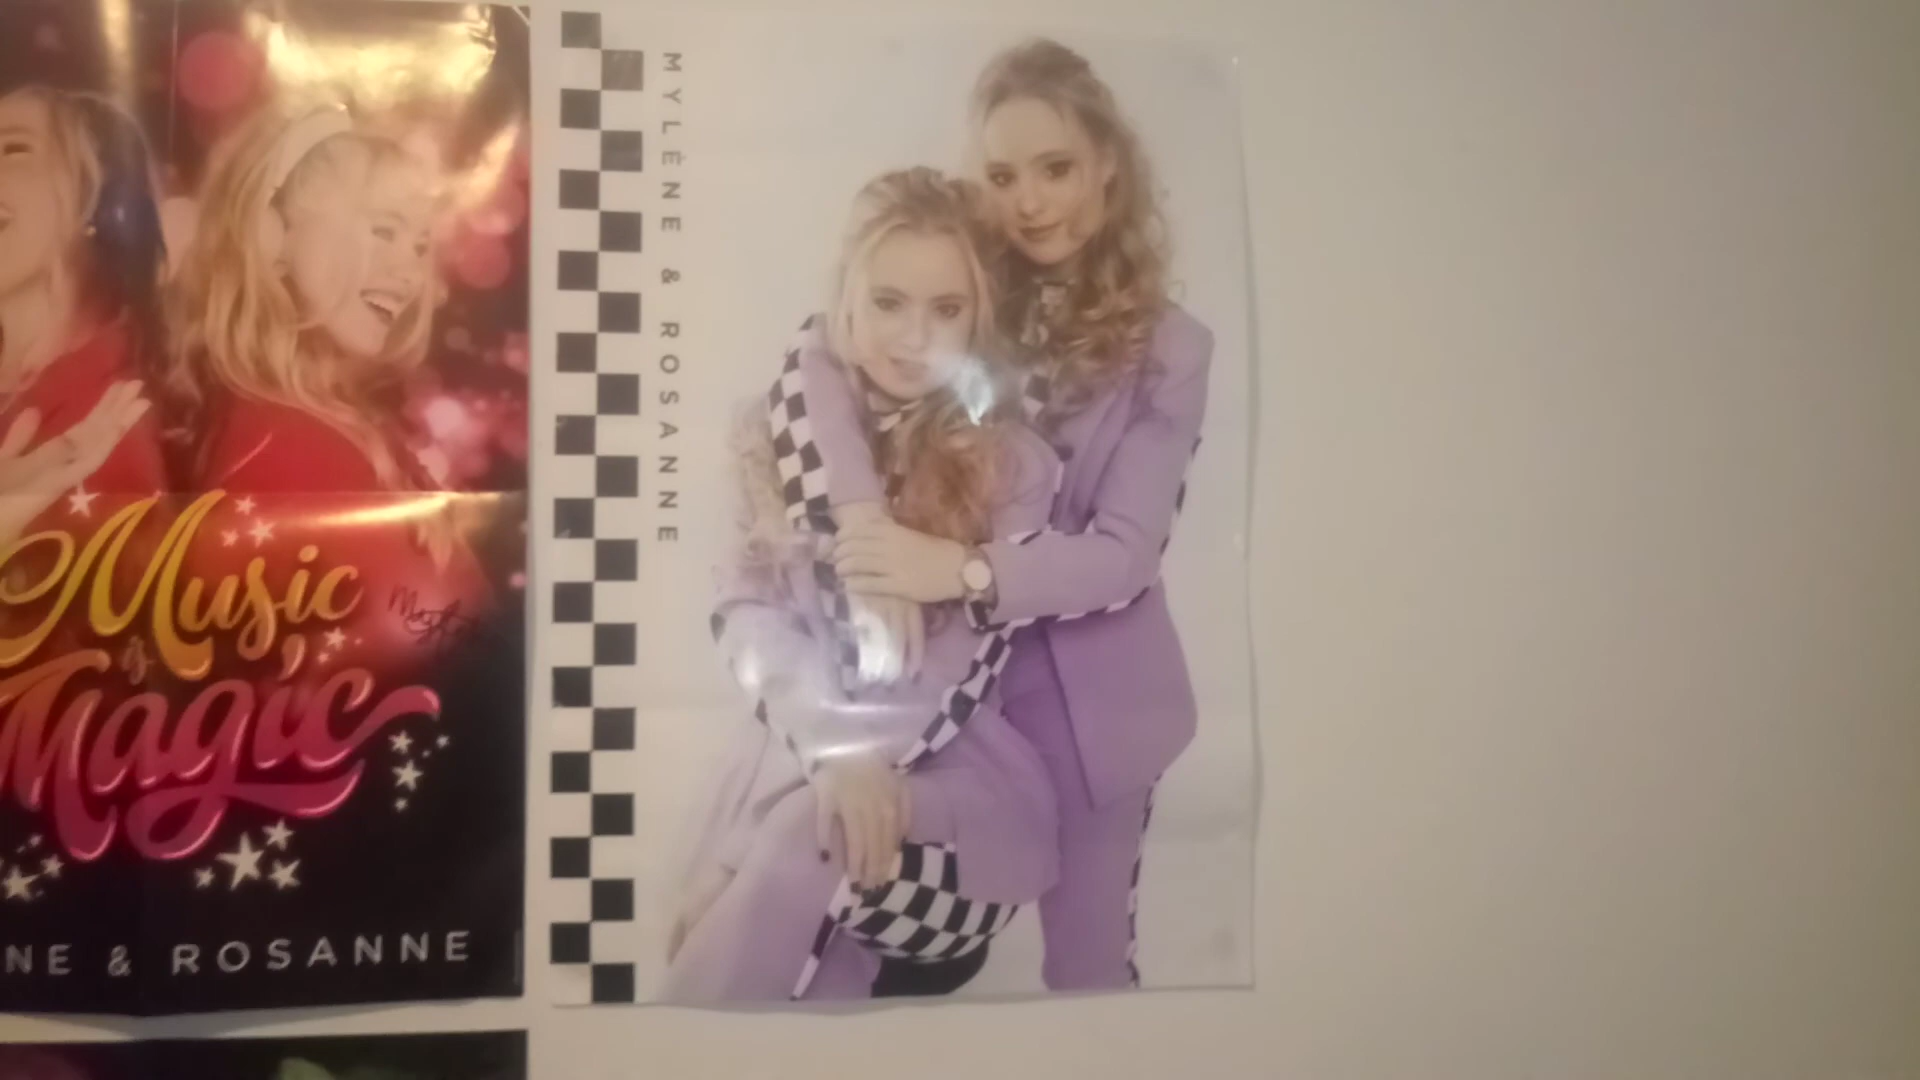 Music
&
Magic
NE & ROSANNE
MYLÈNE & ROSANNE